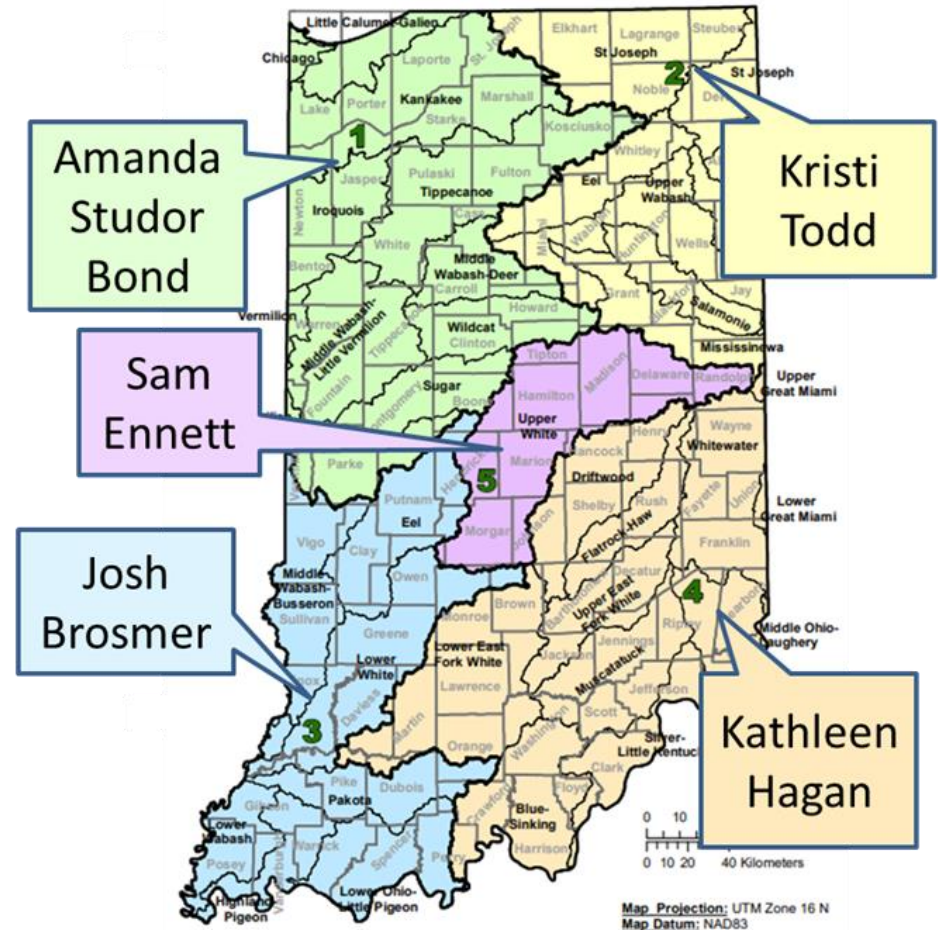 Little Calumet-Galien
Chicago
Laporte
St. Joseph
Elkhart
Lagrange
Steuben
St Joseph
St Joseph
Lake
Porter
Kankakee
Starke
Marshall
Noble
2
1
Kosciusko
Whitley
Amanda
Studor
Bond
Kristi
Todd
Newton
Jasper
Pulaski
Fulton
Tippecanoe
Iroquois
Cass
Miami
Eel
Upper
Wabash
Wabash
Huntington
Wells
White
Benton
Middle
Wabash-Deer
Carroll
Grant
Jay
Salamonie
Howard
Vermilion
Warren
Tippecanoe
Middle Wabash-
Little Vermilion
Wildcat
Clinton
Mississinewa
Sam
Ennett
Fountain
Sugar
Boone
Tipton
Hamilton
Madison
Delaware
Randolph
Upper
Great Miami
Upper
White
Marion
5
Parke
Putnam
Eel
Henry
Wayne
Whitewater
Driftwood
Shelby
Rush
Fayette
Union
Lower
Great Miami
Flatrock-Haw
Franklin
Josh
Brosmer
Vigo
Clay
Owen
Middle
Wabash-
Busseron
Sullivan
Greene
Lower
White
Monroe
Brown
Bartholomew
Decatur
Upper East
Fork White
4
Ripley
Middle Ohio-
Laughery
Lower East
Fork White
Jennings
Muscatatuck
Lawrence
Jefferson
Daviess
Martin
3
Orange
Washington
Scott
Clark
Kathleen
Hagan
Pike
Dubois
Pakota
Gibson
Lower
Wabash
Posey
Warrick
Spencer
Perry
Crawford
Floyd
Blue-
Sinking
Harrison
Highland
Pigeon
Lower Ohio-
Little Pigeon
0 10
0 10 20
40 Kilometers
Map Projection: UTM Zone 16 N
Map Datum: NAD83